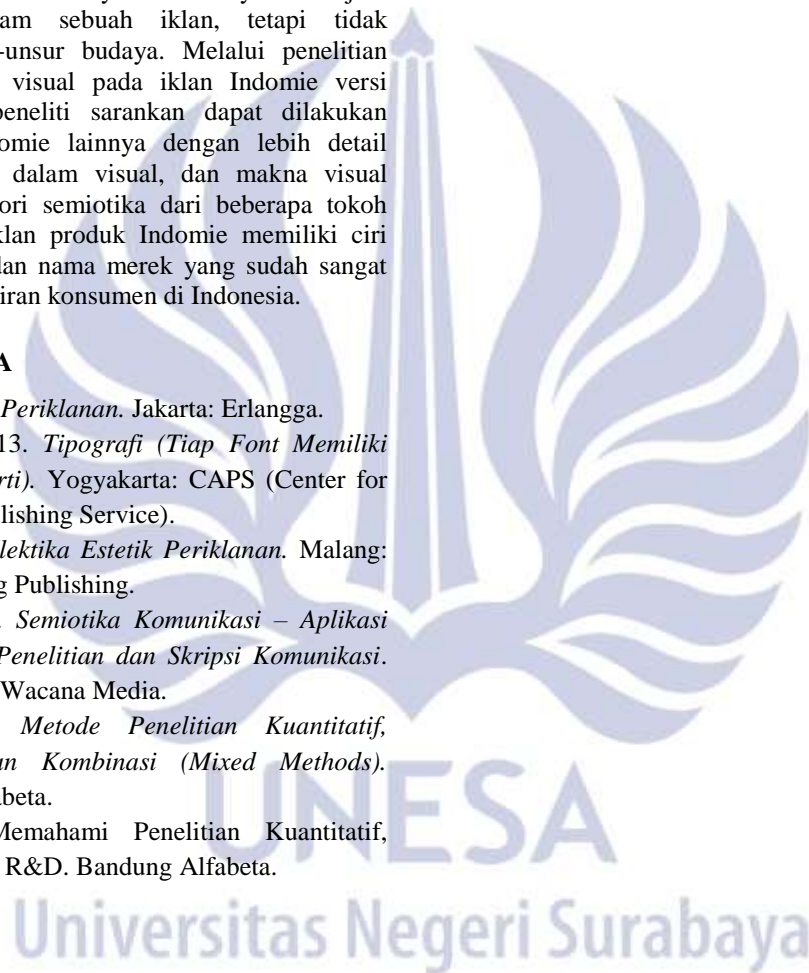 am sebuah iklan, tetapi tidak
-unsur budaya. Melalui penelitian
visual pada iklan Indomie versi
peneliti sarankan dapat dilakukan
omie lainnya dengan lebih detail
dalam visual, dan makna visual
ori semiotika dari beberapa tokoh
klan produk Indomie memiliki ciri
dan nama merek yang sudah sangat
iran konsumen di Indonesia.
A
Periklanan. Jakarta: Erlangga.
13. Tipografi (Tiap Font Memiliki
rti). Yogyakarta: CAPS (Center for
lishing Service).
lektika Estetik Periklanan. Malang:
g Publishing.
. Semiotika Komunikasi – Aplikasi
Penelitian dan Skripsi Komunikasi.
Wacana Media.
Metode Penelitian Kuantitatif,
an Kombinasi (Mixed Methods).
abeta.
Memahami Penelitian Kuantitatif,
R&D. Bandung Alfabeta.
UNESA
Universitas Negeri Surabaya